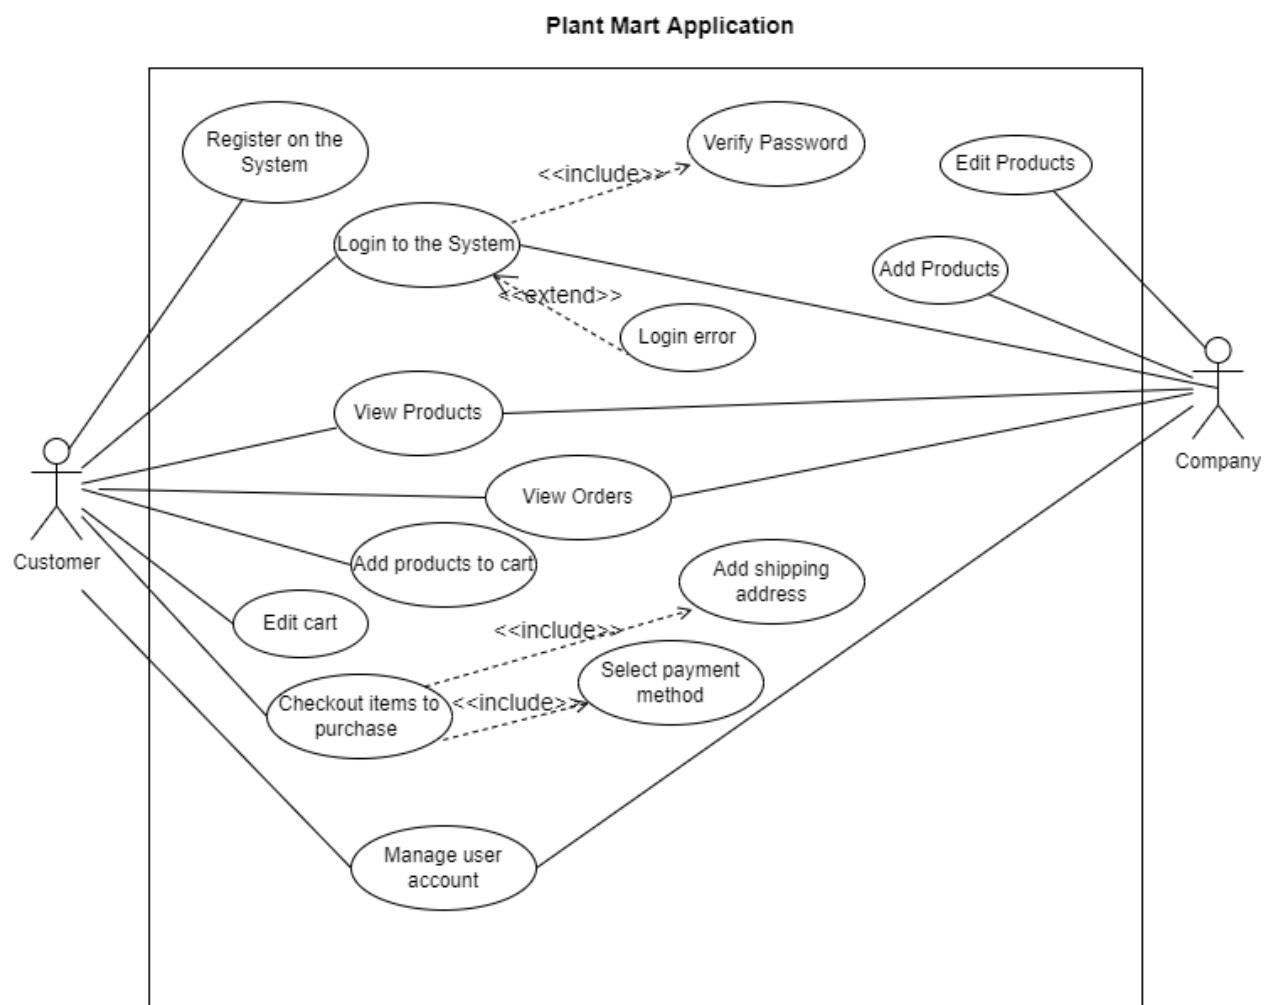 Plant Mart Application
Register on the
System
Verify Password
Edit Products
<<include>>
Login to the System
Add Products
<<extend>>
Login error
View Products
Company
View Orders
Customer
Add products to cart
Add shipping
address
Edit cart
<<include>>
Select payment
method
Checkout items to
purchase
<<include>>
Manage user
account